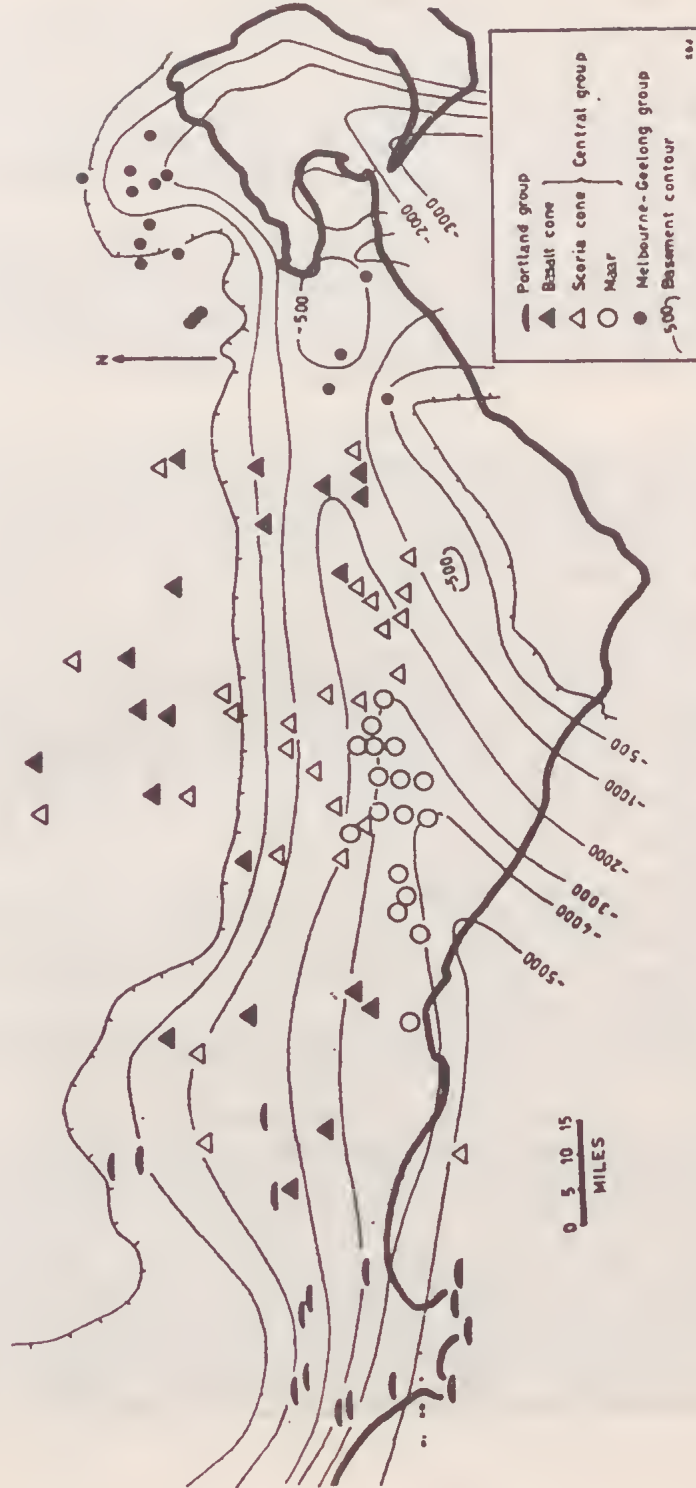 N
-500
-2000
-3000
-500
-500
-1000
-2000
-3000
-4000
-5000
0 5 10 15
MILES
Portland group
Basalt cone
Scoria cone
Maar
Central group
Melbourne-Geelong group
-500 Basement contour